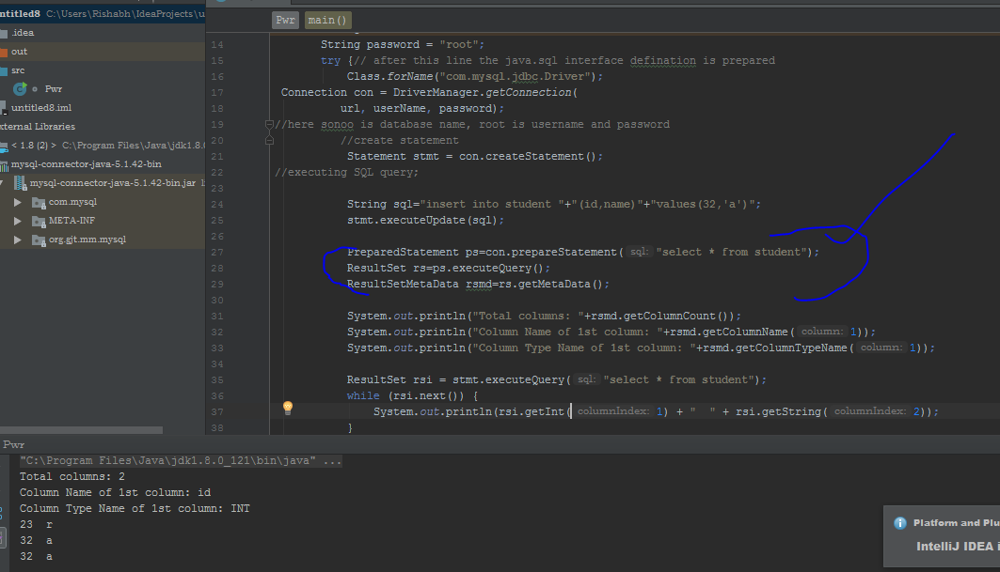 ntitled8 C:\Users\Rishabh\IdeaProjects\u
.idea
out
src
Pwr
untitled8.iml
xternal Libraries
< 1.8 (2) > C:\Program Files\Java\jdk1.8.
mysql-connector-java-5.1.42-bin
mysql-connector-java-5.1.42-bin.jar li
com.mysql
META-INF
org.gjt.mm.mysql
Pwr main()
14 String password = "root";
15 try {// after this line the java.sql interface defination is prepared
16 Class.forName("com.mysql.jdbc.Driver");
17 Connection con = DriverManager.getConnection(
18 url, userName, password);
19 //here sonoo is database name, root is username and password
20 //create statement
21 Statement stmt = con.createStatement();
22 //executing SQL query;
23
24 String sql="insert into student "+"(id,name)"+"values(32,'a')";
25 stmt.executeUpdate(sql);
26
27 PreparedStatement ps=con.prepareStatement( sql: "select * from student");
28 ResultSet rs=ps.executeQuery();
29 ResultSetMetaData rsmd=rs.getMetaData();
30
31 System.out.println("Total columns: "+rsmd.getColumnCount());
32 System.out.println("Column Name of 1st column: "+rsmd.getColumnName( column: 1));
33 System.out.println("Column Type Name of 1st column: "+rsmd.getColumnTypeName( column: 1));
34
35 ResultSet rsi = stmt.executeQuery( sql: "select * from student");
36 while (rsi.next()) {
37 System.out.println(rsi.getInt( columnIndex: 1) + "  " + rsi.getString( columnIndex: 2));
38 }
Pwr
"C:\Program Files\Java\jdk1.8.0_121\bin\java" ...
Total columns: 2
Column Name of 1st column: id
Column Type Name of 1st column: INT
23 r
32 a
32 a
Platform and Plu
IntelliJ IDEA i